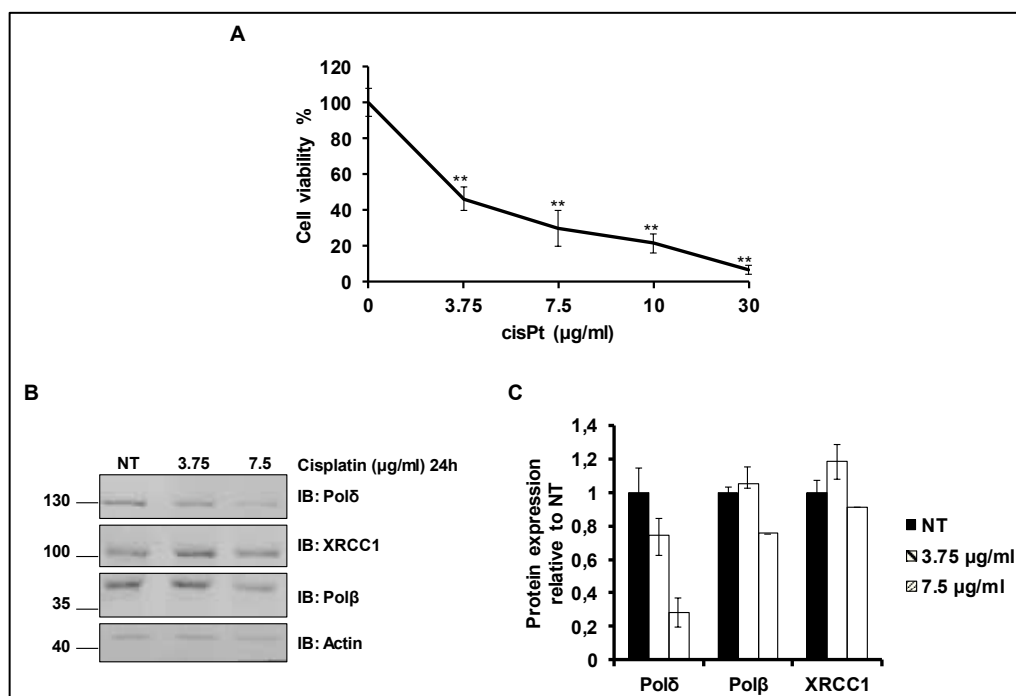 A
120
100
80
60
40
20
0
Cell viability %
**
**
**
**
0 3.75 7.5 10 30
cisPt (µg/ml)
B
NT 3.75 7.5 Cisplatin (µg/ml) 24h
130 IB: Polδ
100 IB: XRCC1
35 IB: Polβ
40 IB: Actin
C
1,4
1,2
1
0,8
0,6
0,4
0,2
0
Protein expression
relative to NT
Polδ Polβ XRCC1
NT
3.75 µg/ml
7.5 µg/ml